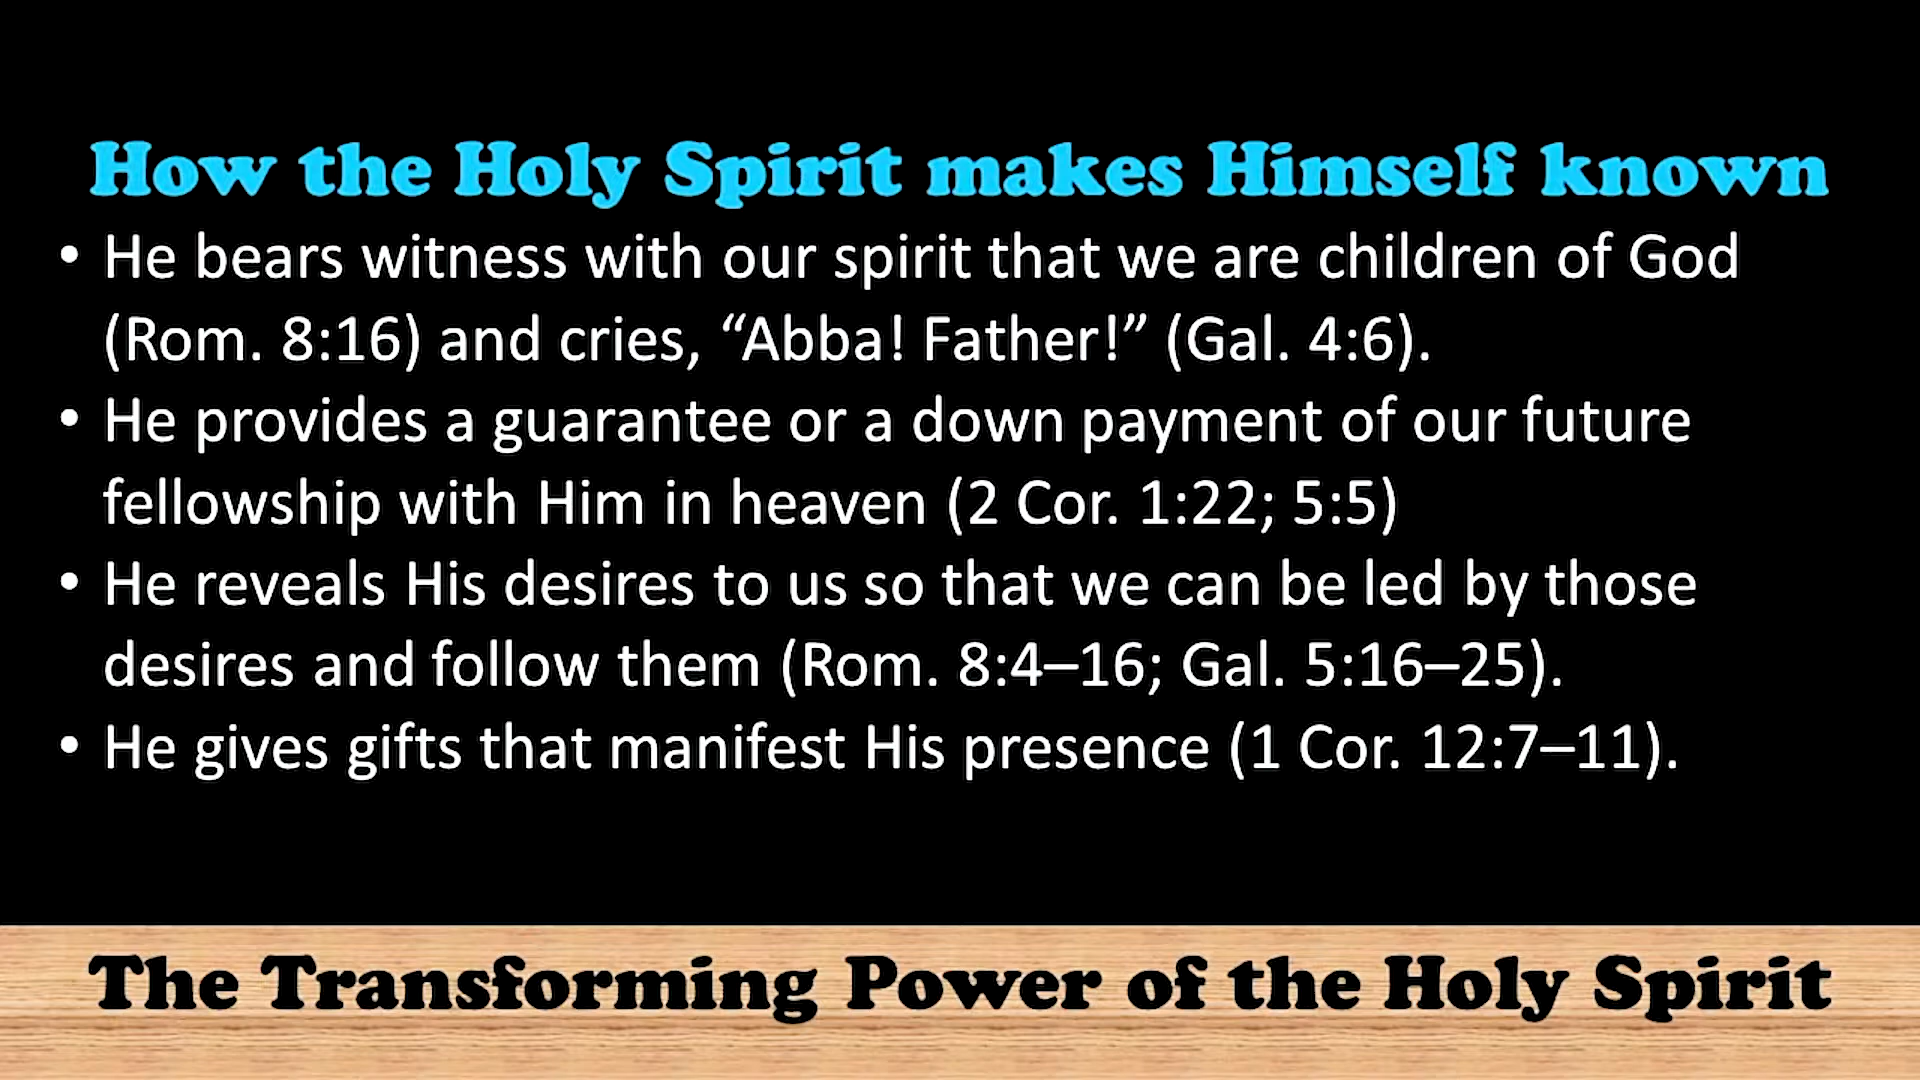 How the Holy Spirit makes Himself known
• He bears witness with our spirit that we are children of God
(Rom. 8:16) and cries, “Abba! Father!” (Gal. 4:6).
• He provides a guarantee or a down payment of our future
fellowship with Him in heaven (2 Cor. 1:22; 5:5)
• He reveals His desires to us so that we can be led by those
desires and follow them (Rom. 8:4–16; Gal. 5:16–25).
• He gives gifts that manifest His presence (1 Cor. 12:7–11).
The Transforming Power of the Holy Spirit